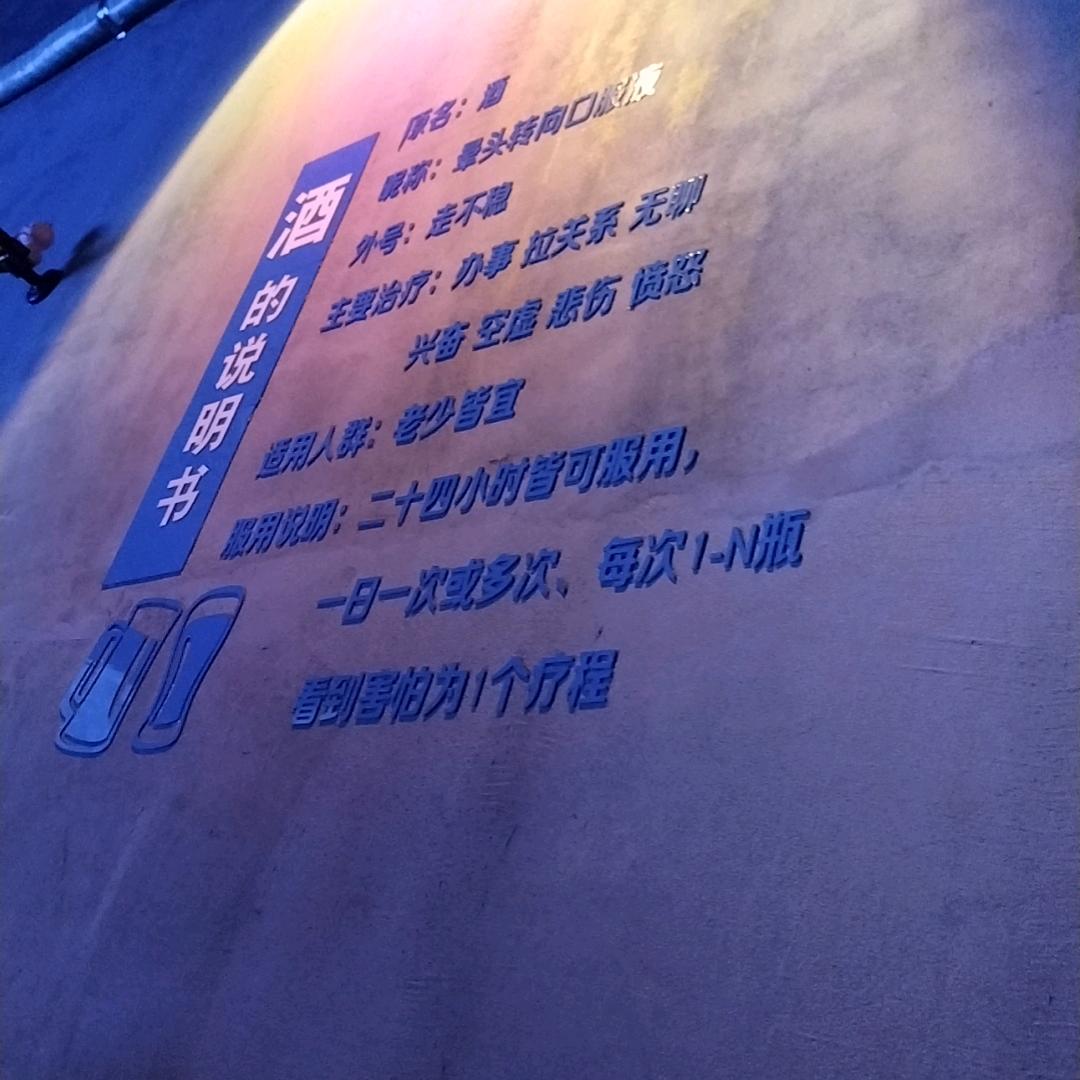 酒的说明书
原名：酒
昵称：晕头转向口服液
外号：走不稳
主要治疗：办事 拉关系 无聊
兴奋 空虚 悲伤 愤怒
适用人群：老少皆宜
服用说明：二十四小时皆可服用，
一日一次或多次、每次1-N瓶
看到害怕为1个疗程